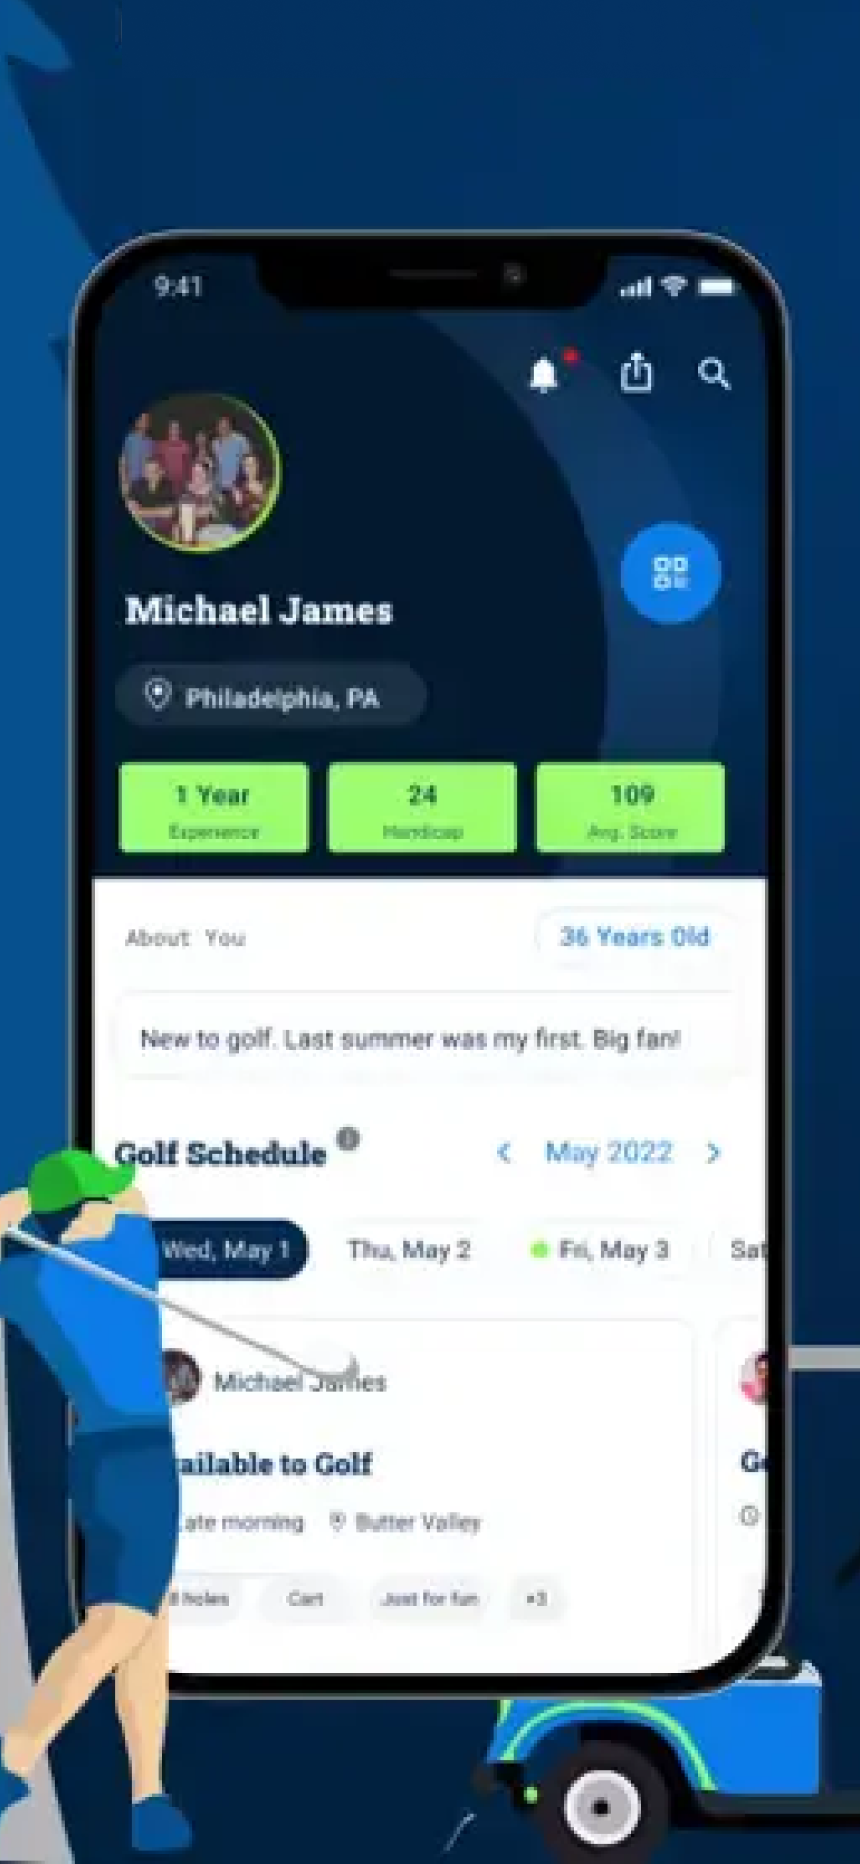 9:41
Michael James
Philadelphia, PA
1 Year 24 109
Experience Handicap Avg. Score
About You 36 Years Old
New to golf. Last summer was my first. Big fan!
Golf Schedule May 2022
Wed, May 1 Thu, May 2 Fri, May 3 Sat
Michael James
ailable to Golf Ge
ate morning Butter Valley
holes Cart Just for fun +3